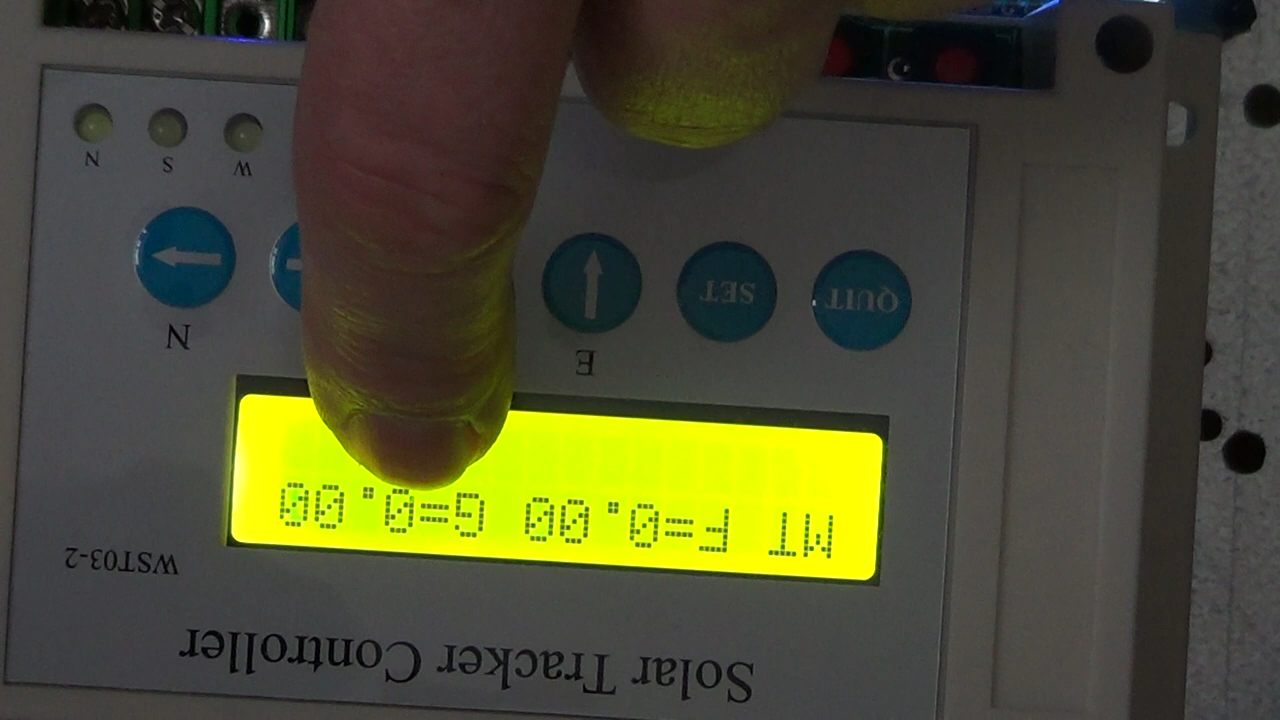 Solar Tracker Controller
WST03-2
MT F=0.00 G=0.00
E
N
QUIT
SET
W
S
N